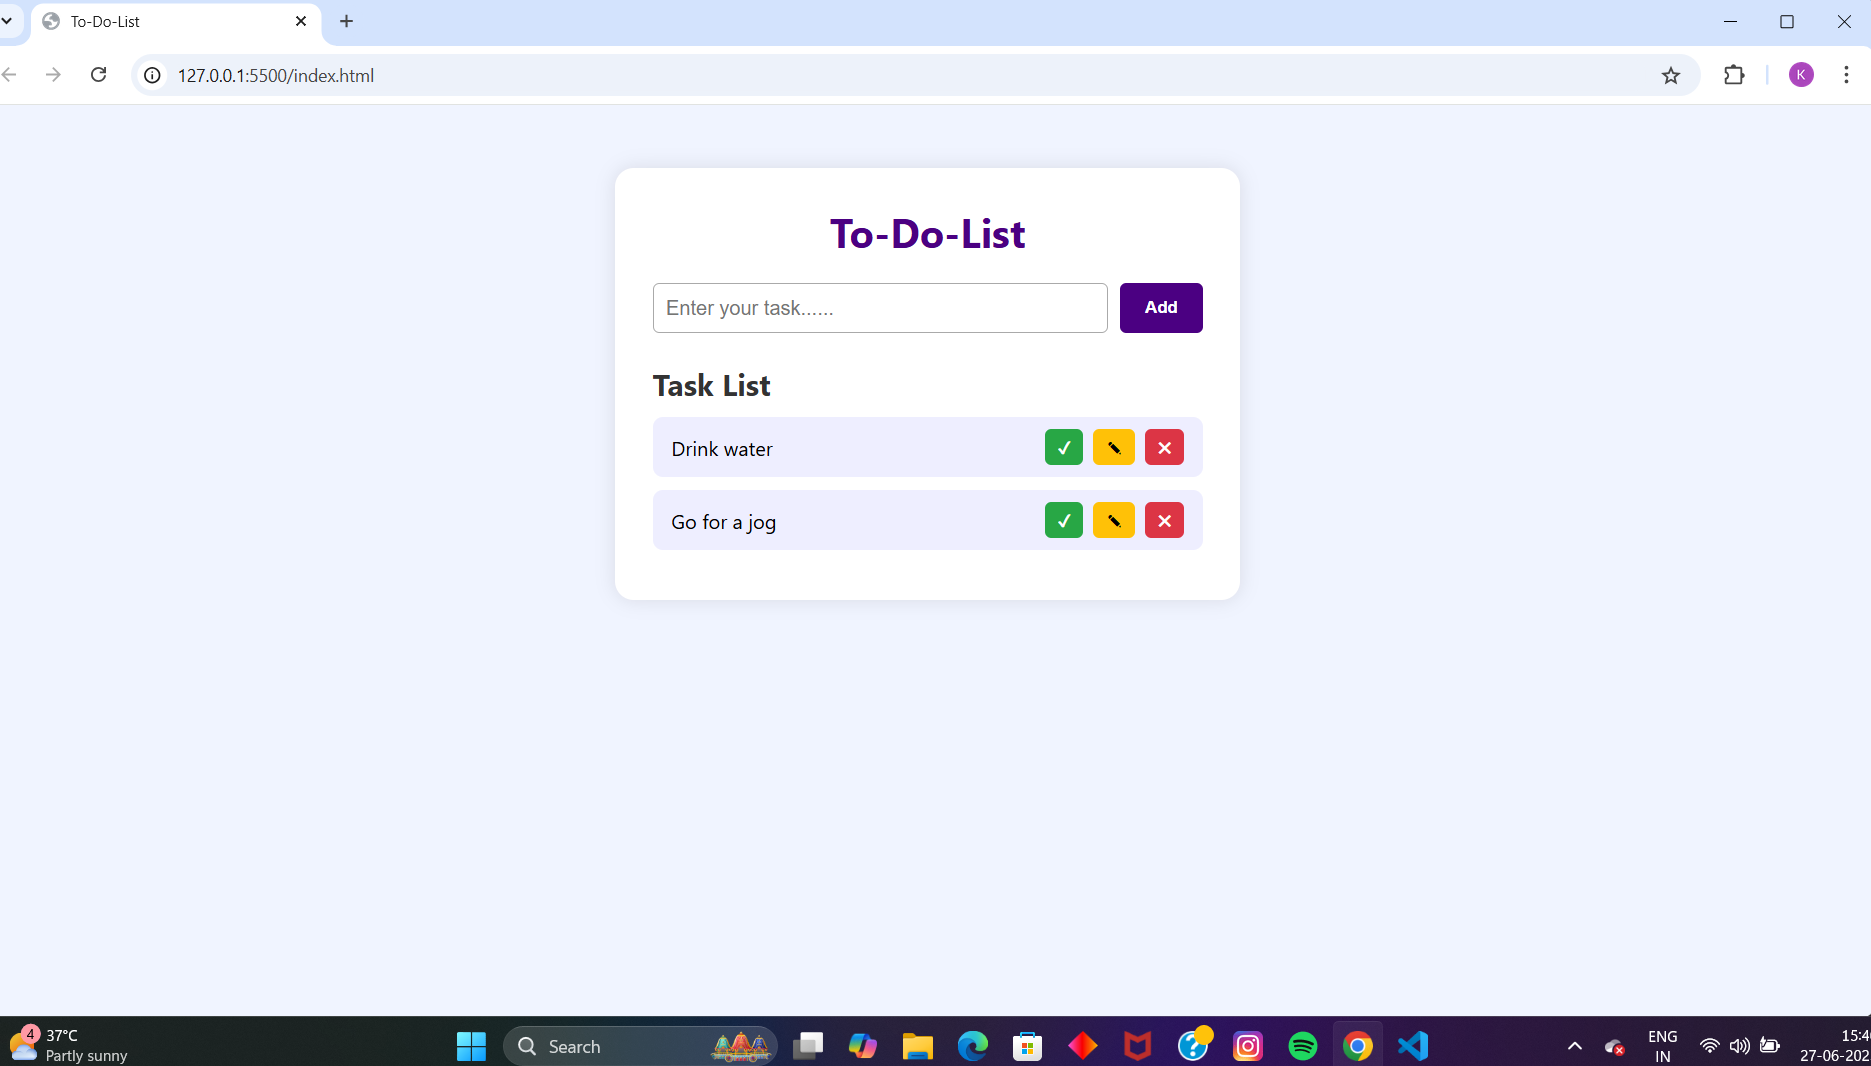 To-Do-List
127.0.0.1:5500/index.html
K
To-Do-List
Enter your task......
Add
Task List
Drink water
Go for a jog
4
37°C
Partly sunny
Search
ENG
IN
15:4
27-06-202